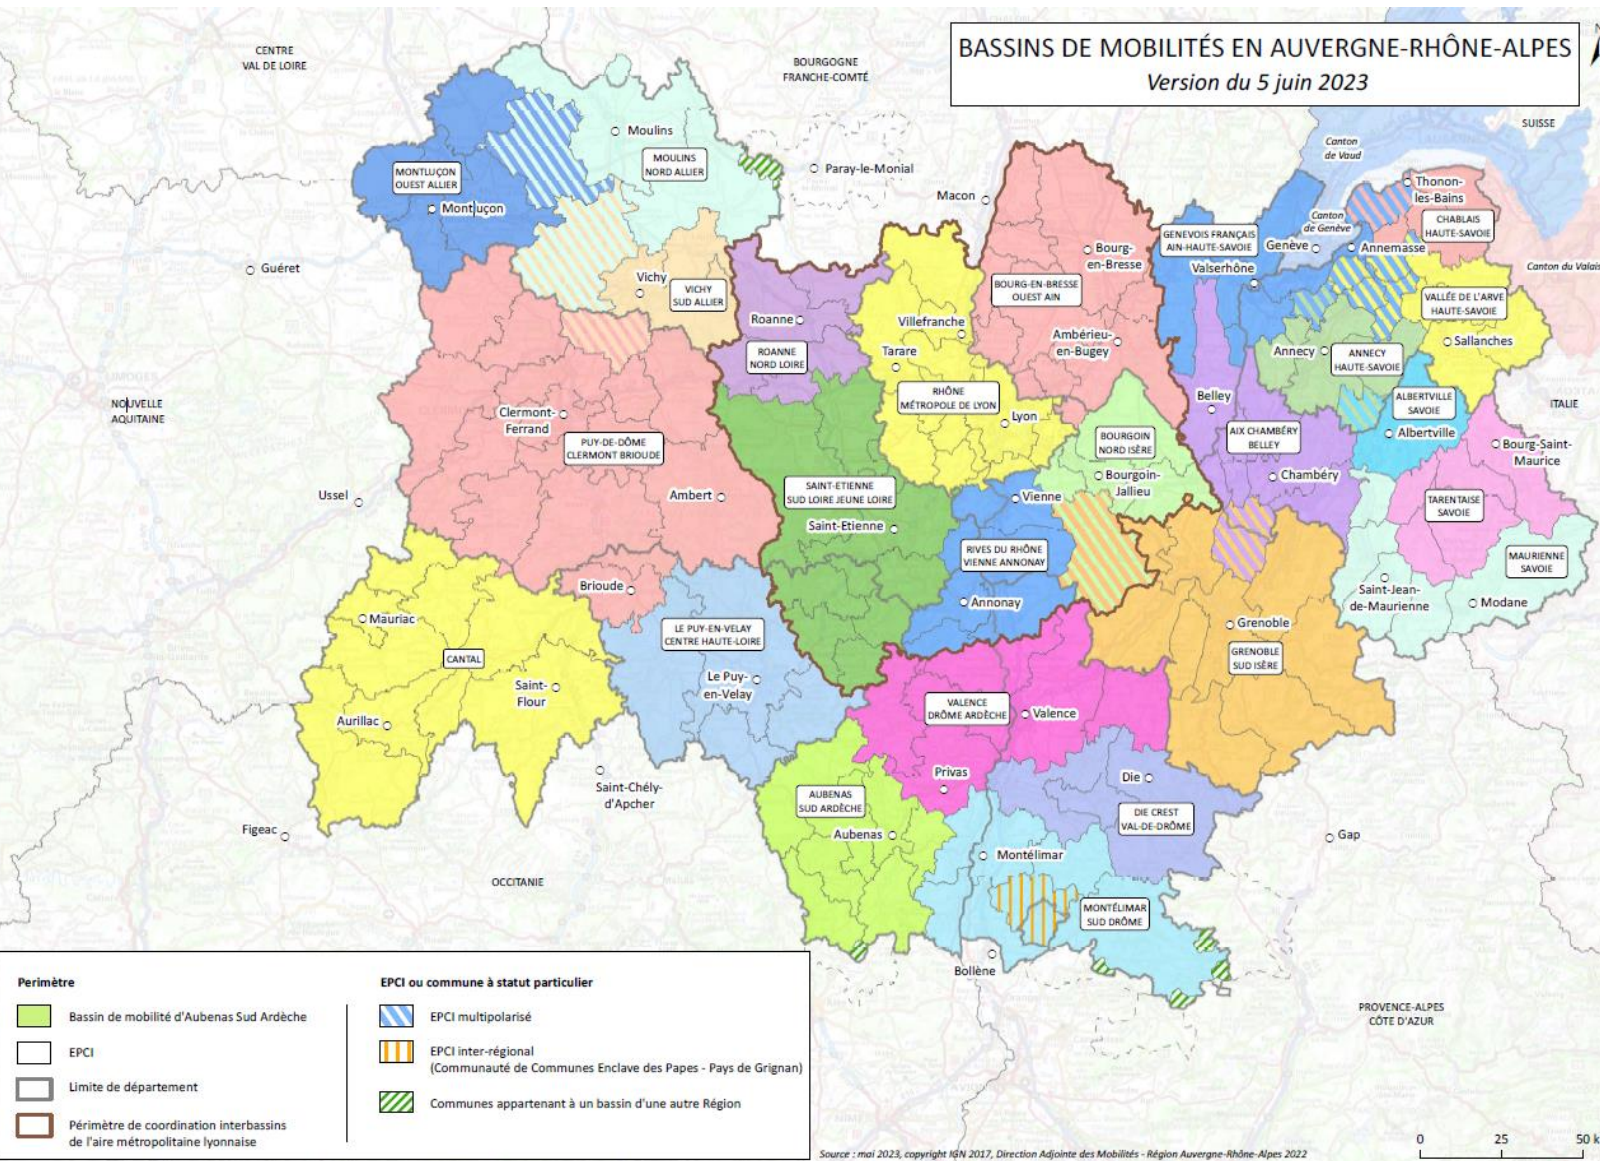 BASSINS DE MOBILITÉS EN AUVERGNE-RHÔNE-ALPES
Version du 5 juin 2023
CENTRE
VAL DE LOIRE
BOURGOGNE
FRANCHE-COMTÉ
SUISSE
Canton
de Vaud
Moulins
MOULINS
NORD ALLIER
Paray-le-Monial
MONTLUÇON
OUEST ALLIER
Montluçon
Macon
Thonon-
les-Bains
CHABLAIS
HAUTE-SAVOIE
Canton
de Genève
GENEVOIS FRANÇAIS
AIN-HAUTE-SAVOIE
Genève
Annemasse
Valserhône
Canton du Valais
Guéret
Bourg-
en-Bresse
BOURG-EN-BRESSE
OUEST AIN
Vichy
VICHY
SUD ALLIER
VALLÉE DE L'ARVE
HAUTE-SAVOIE
Roanne
ROANNE
NORD LOIRE
Villefranche
Tarare
Ambérieu-
en-Bugey
Annecy
ANNECY
HAUTE-SAVOIE
Sallanches
LIMOGES
NOUVELLE
AQUITAINE
RHÔNE
MÉTROPOLE DE LYON
Lyon
Belley
ALBERTVILLE
SAVOIE
Albertville
ITALIE
Clermont-
Ferrand
PUY-DE-DÔME
CLERMONT BRIOUDE
BOURGOIN
NORD ISÈRE
Bourgoin-
Jallieu
AIX CHAMBÉRY
BELLEY
Chambéry
Bourg-Saint-
Maurice
Ussel
Ambert
SAINT-ETIENNE
SUD LOIRE JEUNE LOIRE
Saint-Etienne
Vienne
TARENTAISE
SAVOIE
RIVES DU RHÔNE
VIENNE ANNONAY
Annonay
MAURIENNE
SAVOIE
Saint-Jean-
de-Maurienne
Modane
Brioude
Mauriac
CANTAL
LE PUY-EN-VELAY
CENTRE HAUTE-LOIRE
Le Puy-
en-Velay
Grenoble
GRENOBLE
SUD ISÈRE
Saint-
Flour
Aurillac
VALENCE
DRÔME ARDÈCHE
Valence
Saint-Chély-
d'Apcher
Privas
Die
DIE CREST
VAL-DE-DRÔME
AUBENAS
SUD ARDÈCHE
Aubenas
Figeac
Gap
Montélimar
OCCITANIE
MONTÉLIMAR
SUD DRÔME
Bollène
PROVENCE-ALPES
CÔTE D'AZUR
Perimètre
Bassin de mobilité d'Aubenas Sud Ardèche
EPCI
Limite de département
Périmètre de coordination interbassins
de l'aire métropolitaine lyonnaise
EPCI ou commune à statut particulier
EPCI multipolarisé
EPCI inter-régional
(Communauté de Communes Enclave des Papes - Pays de Grignan)
Communes appartenant à un bassin d'une autre Région
0 25 50 k
Source : mai 2023, copyright IGN 2017, Direction Adjointe des Mobilités - Région Auvergne-Rhône-Alpes 2022